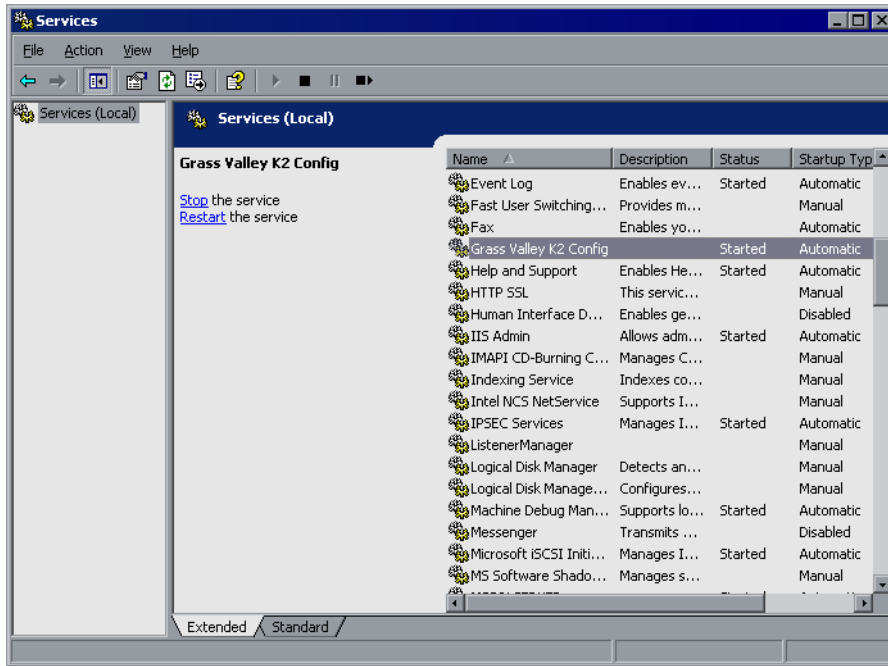 Services
File Action View Help
Services (Local)
Services (Local)
Grass Valley K2 Config
Stop the service
Restart the service
Name Description Status Startup Typ
Event Log Enables ev... Started Automatic
Fast User Switching... Provides m... Manual
Fax Enables yo... Automatic
Grass Valley K2 Config Started Automatic
Help and Support Enables He... Started Automatic
HTTP SSL This servic... Manual
Human Interface D... Enables ge... Disabled
IIS Admin Allows adm... Started Automatic
IMAPI CD-Burning C... Manages C... Manual
Indexing Service Indexes co... Manual
Intel NCS NetService Supports I... Manual
IPSEC Services Manages I... Started Automatic
ListenerManager Manual
Logical Disk Manager Detects an... Manual
Logical Disk Manage... Configures... Manual
Machine Debug Man... Supports lo... Started Automatic
Messenger Transmits ... Disabled
Microsoft iSCSI Initi... Manages I... Started Automatic
MS Software Shado... Manages s... Manual
Extended Standard